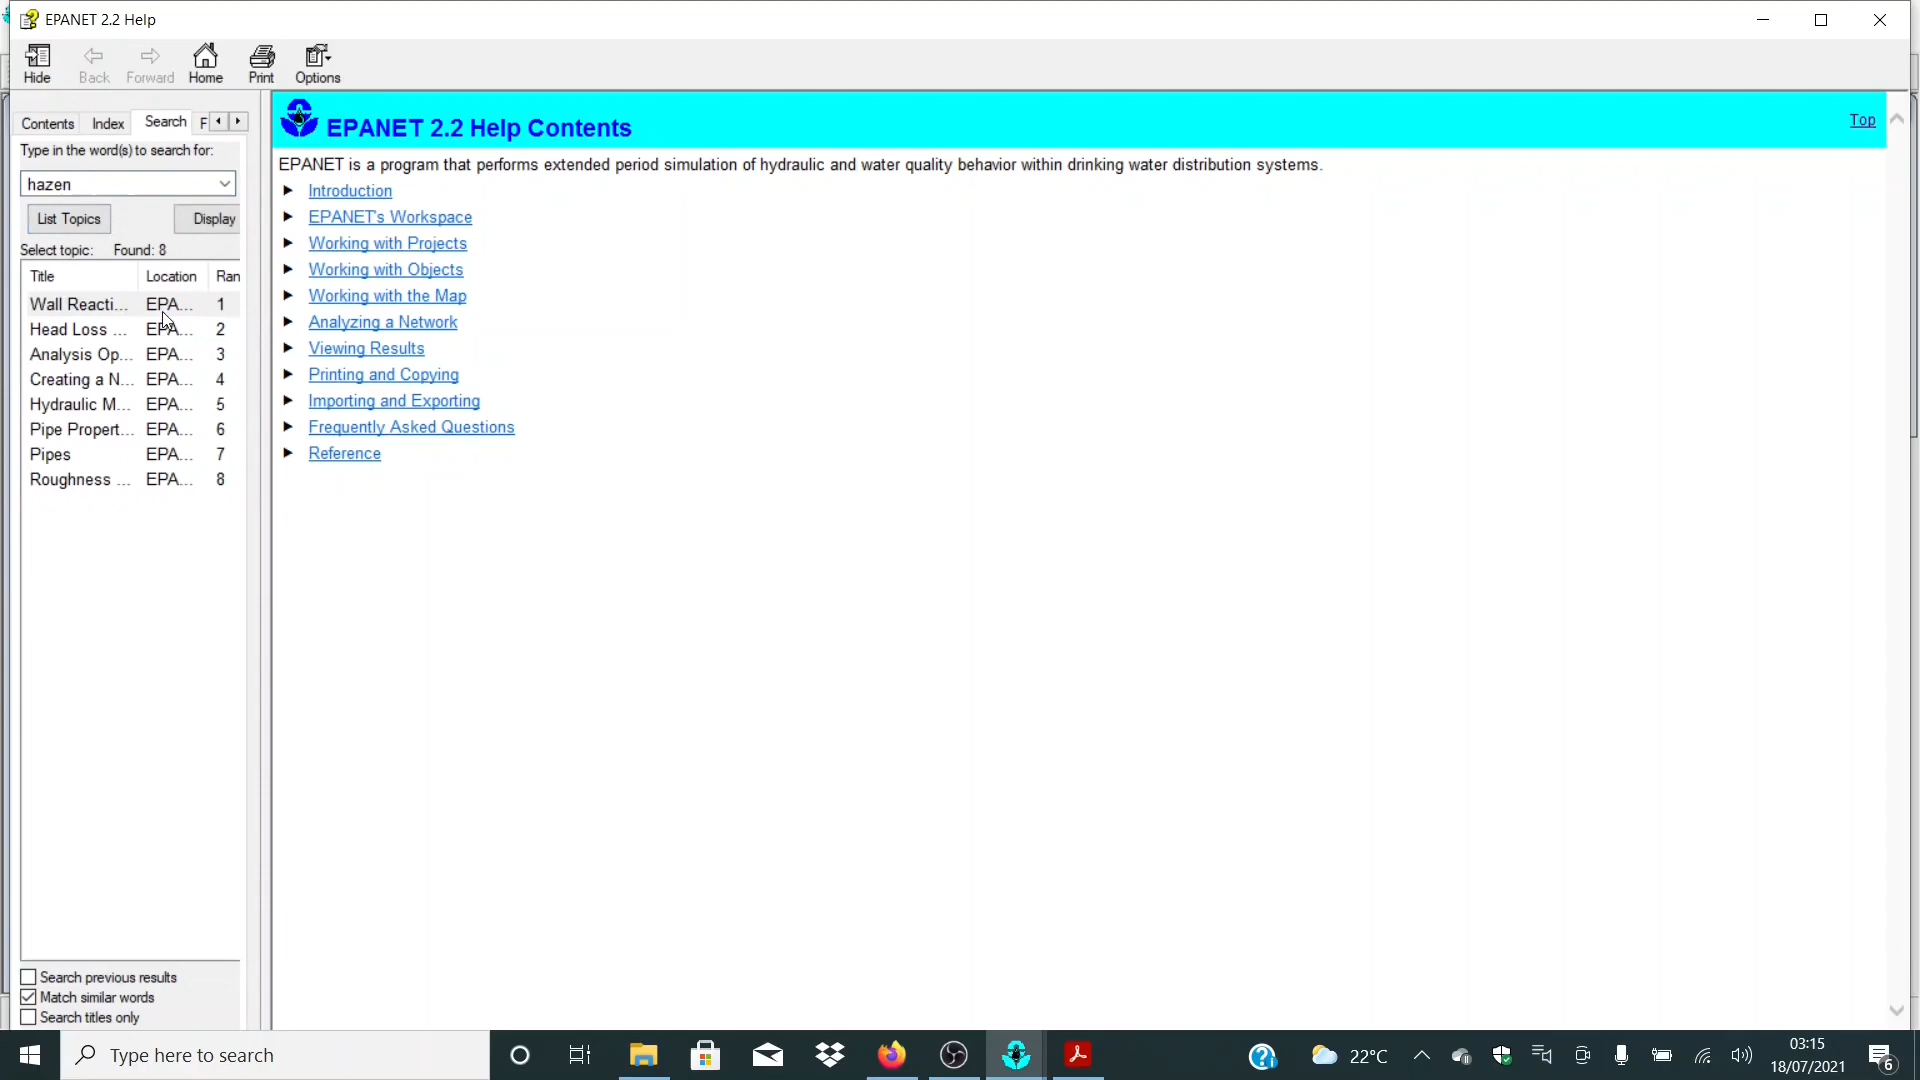 EPANET 2.2 Help
Hide Back Forward Home Print Options
Contents Index Search F
Type in the word(s) to search for:
hazen
List Topics Display
Select topic: Found: 8
Title Location Ran
Wall Reacti... EPA... 1
Head Loss ... EPA... 2
Analysis Op... EPA... 3
Creating a N... EPA... 4
Hydraulic M... EPA... 5
Pipe Propert... EPA... 6
Pipes EPA... 7
Roughness ... EPA... 8
Search previous results
Match similar words
Search titles only
EPANET 2.2 Help Contents
Top
EPANET is a program that performs extended period simulation of hydraulic and water quality behavior within drinking water distribution systems.
Introduction
EPANET's Workspace
Working with Projects
Working with Objects
Working with the Map
Analyzing a Network
Viewing Results
Printing and Copying
Importing and Exporting
Frequently Asked Questions
Reference
Type here to search
22°C
03:15
18/07/2021
6